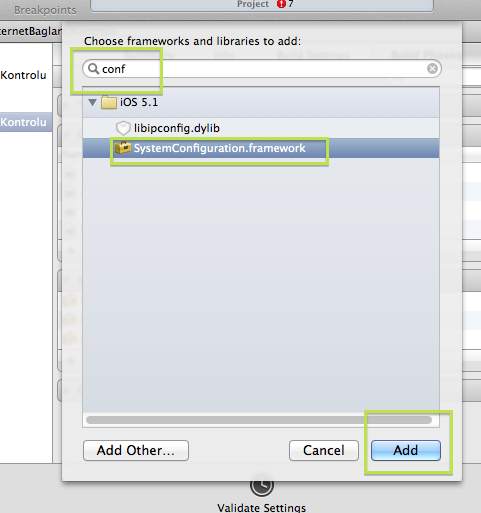 Project 7
Breakpoints
ternetBaglar
Choose frameworks and libraries to add:
conf
Kontrolu
iOS 5.1
libipconfig.dylib
Kontrolu
SystemConfiguration.framework
Add Other...
Cancel
Add
Validate Settings